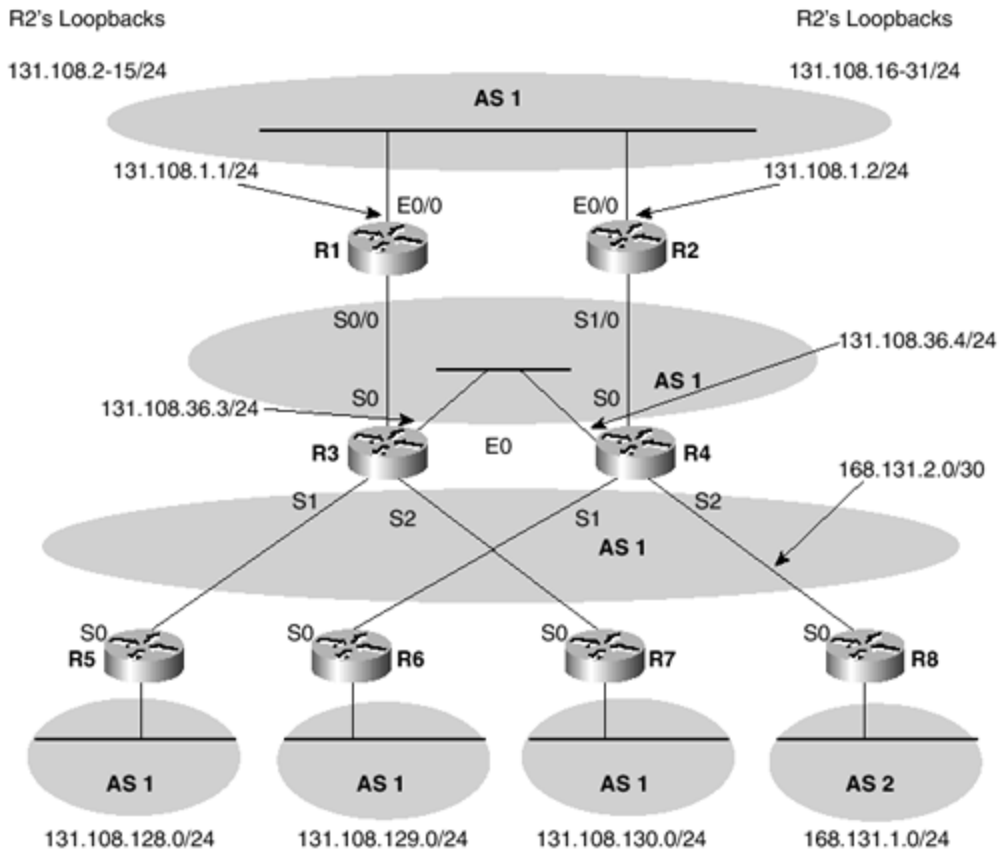 R2's Loopbacks
R2's Loopbacks
131.108.2-15/24
131.108.16-31/24
AS 1
131.108.1.1/24
131.108.1.2/24
E0/0
E0/0
R1
R2
S0/0
S1/0
131.108.36.4/24
AS 1
131.108.36.3/24
S0
S0
R3
E0
R4
168.131.2.0/30
S1
S2
S1
S2
AS 1
S0
S0
S0
S0
R5
R6
R7
R8
AS 1
AS 1
AS 1
AS 2
131.108.128.0/24
131.108.129.0/24
131.108.130.0/24
168.131.1.0/24